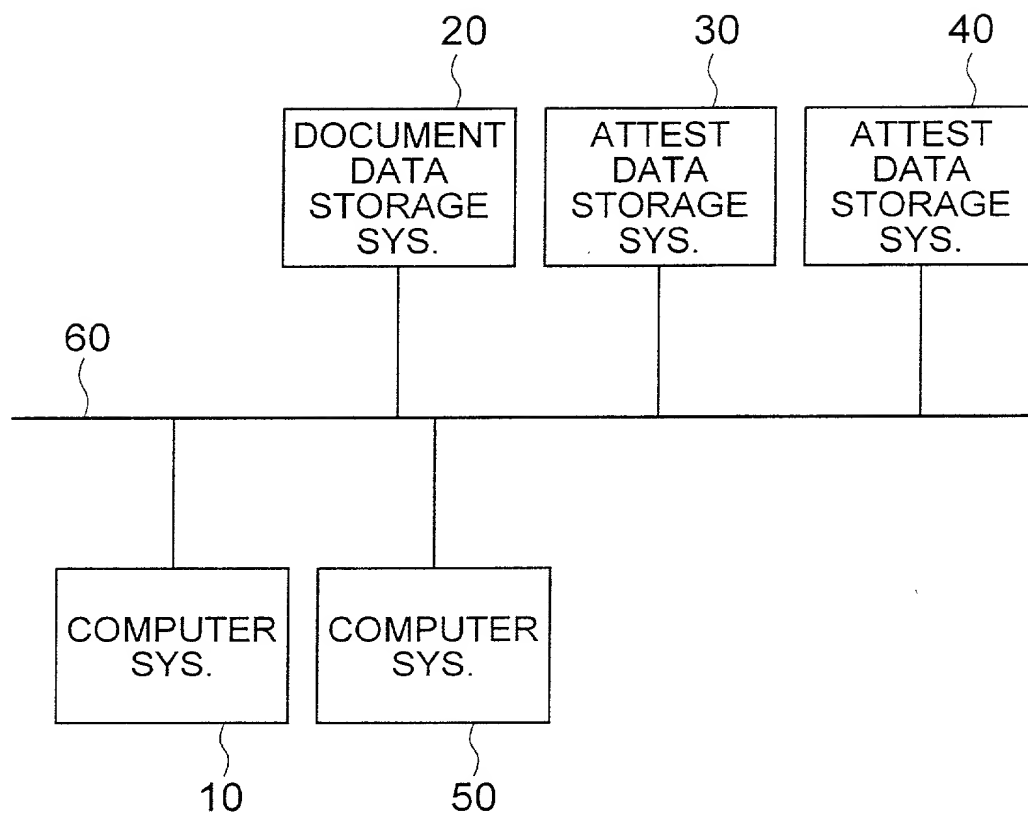 20 30 40
DOCUMENT
DATA
STORAGE
SYS.
ATTEST
DATA
STORAGE
SYS.
ATTEST
DATA
STORAGE
SYS.
60
COMPUTER
SYS.
COMPUTER
SYS.
10 50